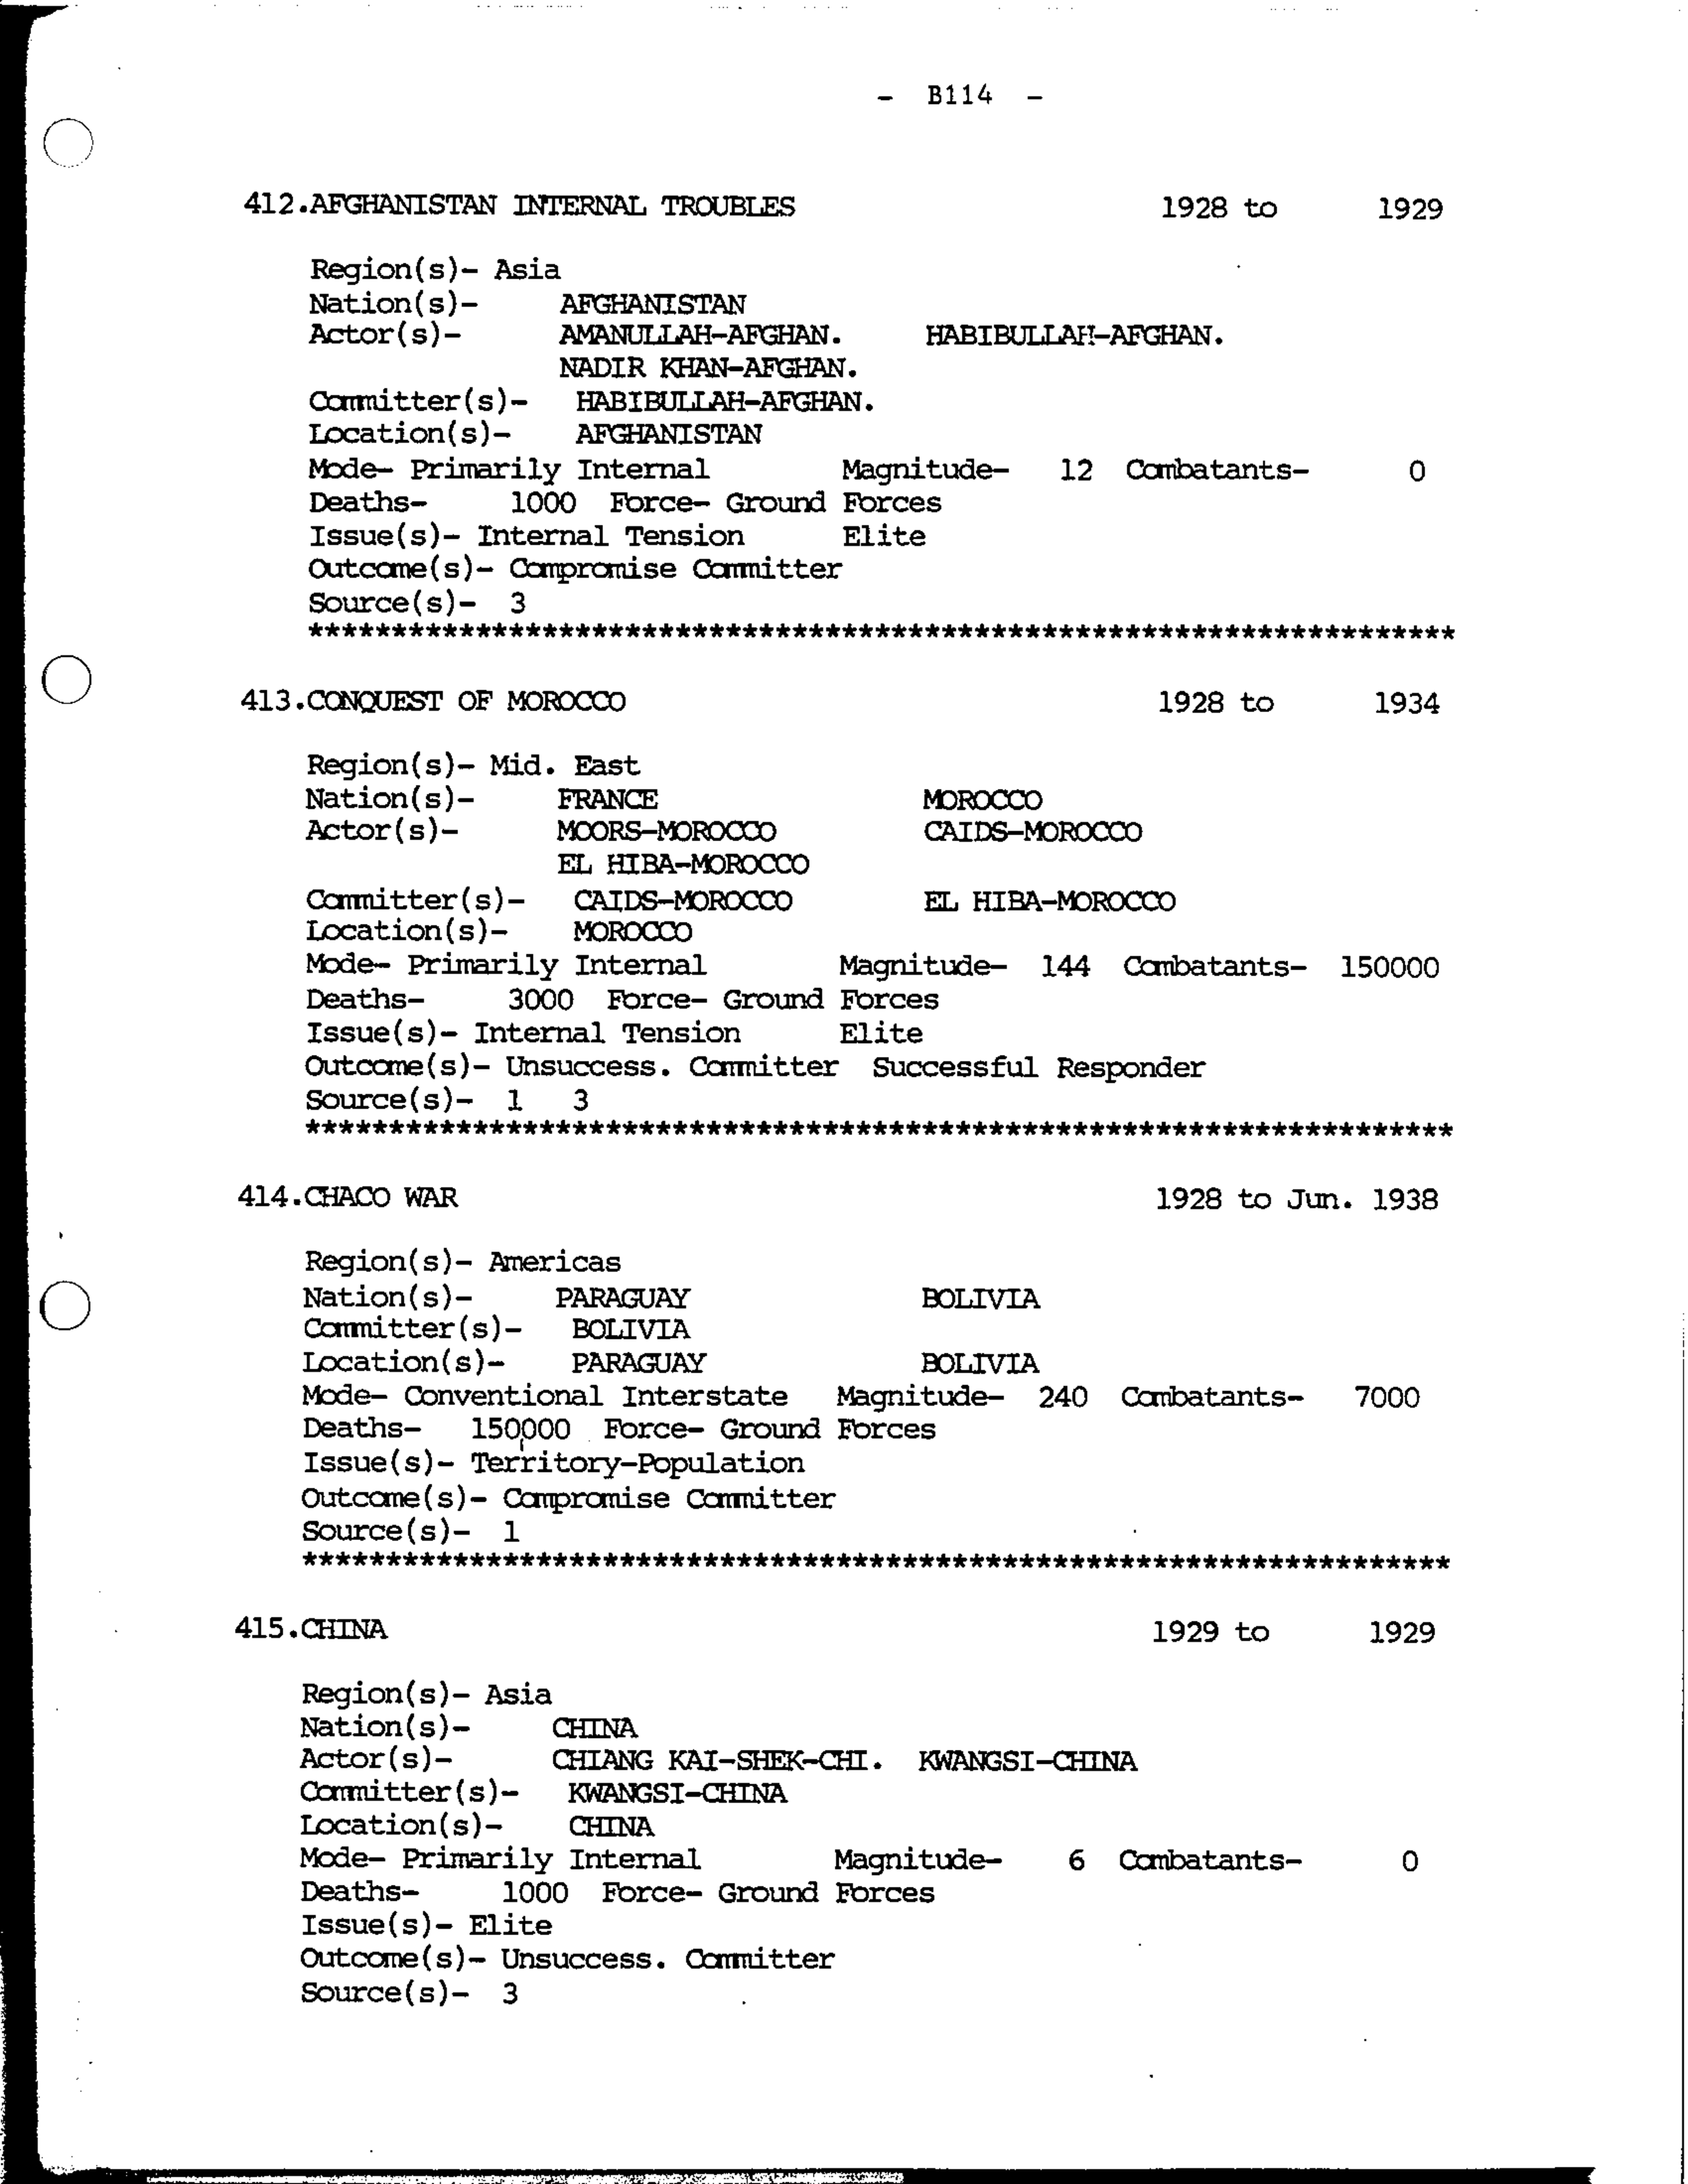 - B114 -
412.AFGHANISTAN INTERNAL TROUBLES 1928 to 1929
Region(s)- Asia
Nation(s)- AFGHANISTAN
Actor(s)- AMANULLAH-AFGHAN. HABIBULLAH-AFGHAN.
NADIR KHAN-AFGHAN.
Committer(s)- HABIBULLAH-AFGHAN.
Location(s)- AFGHANISTAN
Mode- Primarily Internal Magnitude- 12 Combatants- 0
Deaths- 1000 Force- Ground Forces
Issue(s)- Internal Tension Elite
Outcome(s)- Compromise Committer
Source(s)- 3
*********************************************************************
413.CONQUEST OF MOROCCO 1928 to 1934
Region(s)- Mid. East
Nation(s)- FRANCE MOROCCO
Actor(s)- MOORS-MOROCCO CAIDS-MOROCCO
EL HIBA-MOROCCO
Committer(s)- CAIDS-MOROCCO EL HIBA-MOROCCO
Location(s)- MOROCCO
Mode- Primarily Internal Magnitude- 144 Combatants- 150000
Deaths- 3000 Force- Ground Forces
Issue(s)- Internal Tension Elite
Outcome(s)- Unsuccess. Committer Successful Responder
Source(s)- 1 3
*********************************************************************
414.CHACO WAR 1928 to Jun. 1938
Region(s)- Americas
Nation(s)- PARAGUAY BOLIVIA
Committer(s)- BOLIVIA
Location(s)- PARAGUAY BOLIVIA
Mode- Conventional Interstate Magnitude- 240 Combatants- 7000
Deaths- 150000 Force- Ground Forces
Issue(s)- Territory-Population
Outcome(s)- Compromise Committer
Source(s)- 1
*********************************************************************
415.CHINA 1929 to 1929
Region(s)- Asia
Nation(s)- CHINA
Actor(s)- CHIANG KAI-SHEK-CHI. KWANGSI-CHINA
Committer(s)- KWANGSI-CHINA
Location(s)- CHINA
Mode- Primarily Internal Magnitude- 6 Combatants- 0
Deaths- 1000 Force- Ground Forces
Issue(s)- Elite
Outcome(s)- Unsuccess. Committer
Source(s)- 3